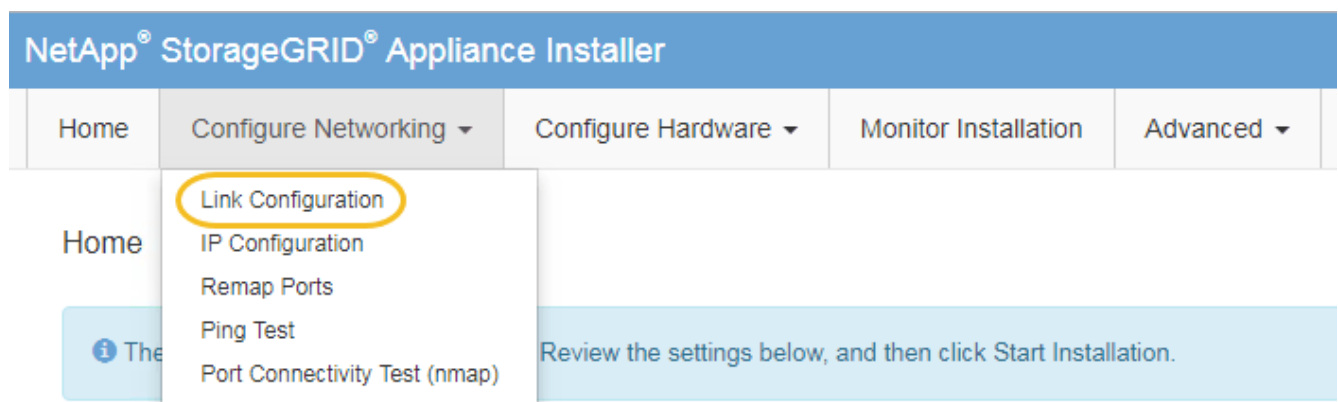 NetApp® StorageGRID® Appliance Installer
Home Configure Networking Configure Hardware Monitor Installation Advanced
Link Configuration
Home
IP Configuration
Remap Ports
Ping Test
The Review the settings below, and then click Start Installation.
Port Connectivity Test (nmap)